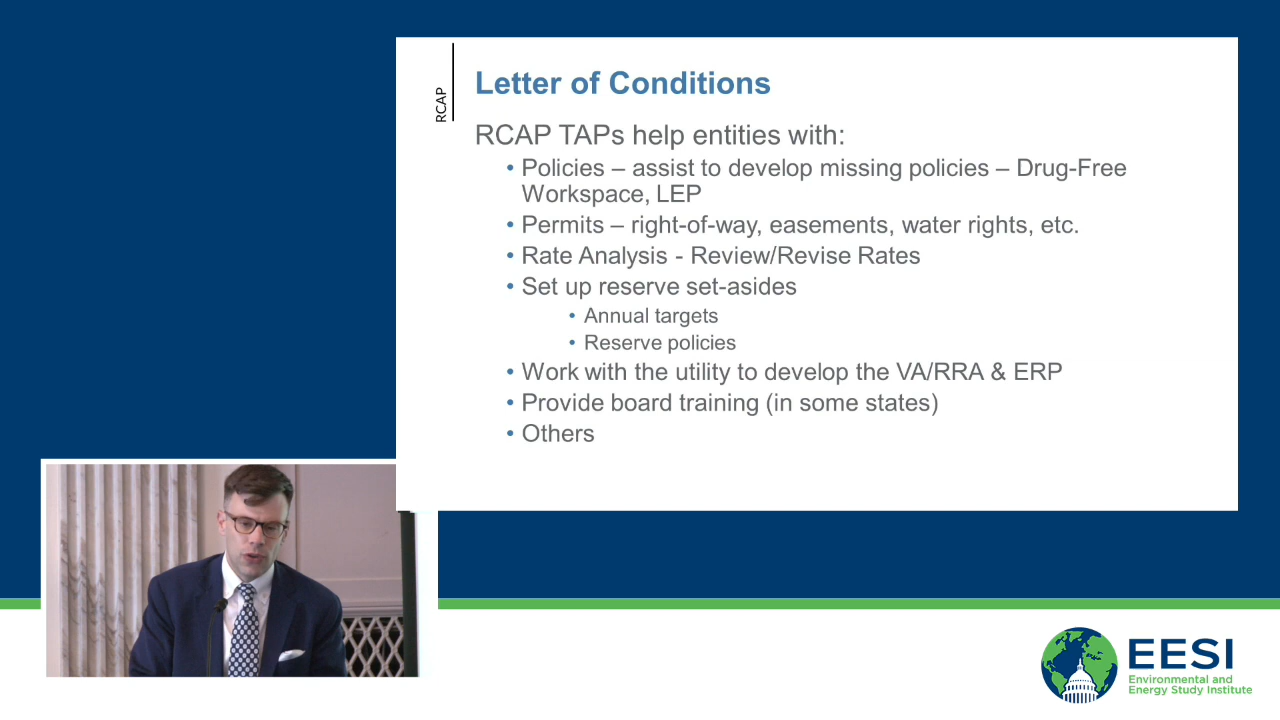 RCAP
Letter of Conditions
RCAP TAPs help entities with:
• Policies – assist to develop missing policies – Drug-Free
Workspace, LEP
• Permits – right-of-way, easements, water rights, etc.
• Rate Analysis - Review/Revise Rates
• Set up reserve set-asides
• Annual targets
• Reserve policies
• Work with the utility to develop the VA/RRA & ERP
• Provide board training (in some states)
• Others
EESI
Environmental and
Energy Study Institute